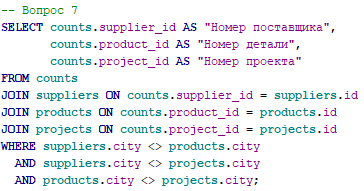 -- Вопрос 7
SELECT counts.supplier_id AS "Номер поставщика",
counts.product_id AS "Номер детали",
counts.project_id AS "Номер проекта"
FROM counts
JOIN suppliers ON counts.supplier_id = suppliers.id
JOIN products ON counts.product_id = products.id
JOIN projects ON counts.project_id = projects.id
WHERE suppliers.city <> products.city
AND suppliers.city <> projects.city
AND products.city <> projects.city;